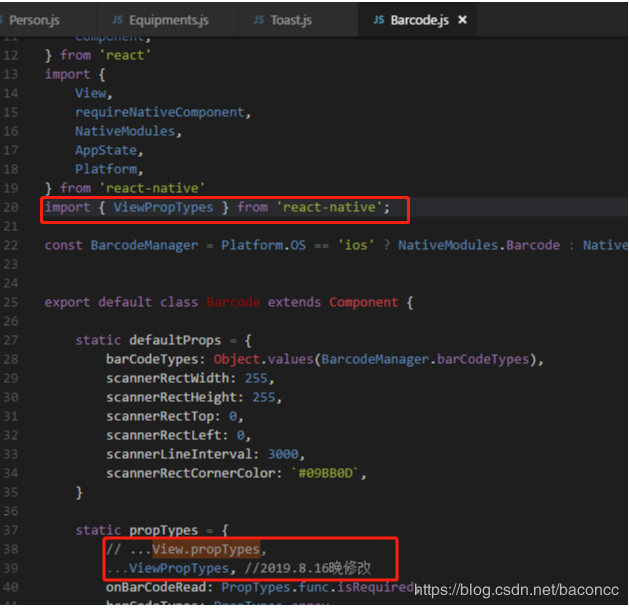 Person.js JS Equipments.js JS Toast.js JS Barcode.js ×
11 Component,
12 } from 'react'
13 import {
14 View,
15 requireNativeComponent,
16 NativeModules,
17 AppState,
18 Platform,
19 } from 'react-native'
20 import { ViewPropTypes } from 'react-native';
21
22 const BarcodeManager = Platform.OS == 'ios' ? NativeModules.Barcode : Native
23
24
25 export default class Barcode extends Component {
26
27 static defaultProps = {
28 barCodeTypes: Object.values(BarcodeManager.barCodeTypes),
29 scannerRectWidth: 255,
30 scannerRectHeight: 255,
31 scannerRectTop: 0,
32 scannerRectLeft: 0,
33 scannerLineInterval: 3000,
34 scannerRectCornerColor: `#09BB0D`,
35 }
36
37 static propTypes = {
38 // ...View.propTypes,
39 ...ViewPropTypes, //2019.8.16晚修改
40 onBarCodeRead: PropTypes.func.isRequired
https://blog.csdn.net/baconcc